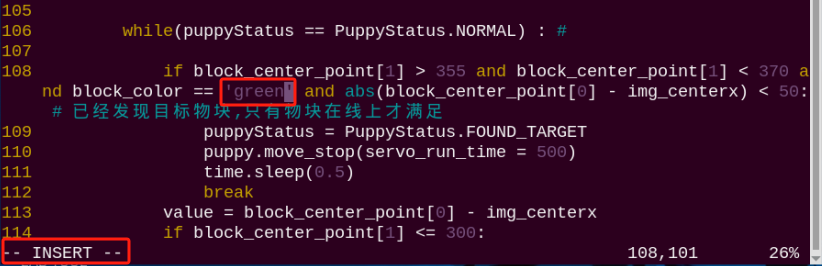 105
106         while(puppyStatus == PuppyStatus.NORMAL) : #
107
108             if block_center_point[1] > 355 and block_center_point[1] < 370 a
nd block_color == 'green' and abs(block_center_point[0] - img_centerx) < 50:
# 已经发现目标物块,只有物块在线上才满足
109                 puppyStatus = PuppyStatus.FOUND_TARGET
110                 puppy.move_stop(servo_run_time = 500)
111                 time.sleep(0.5)
112                 break
113             value = block_center_point[0] - img_centerx
114             if block_center_point[1] <= 300:
-- INSERT -- 108,101 26%